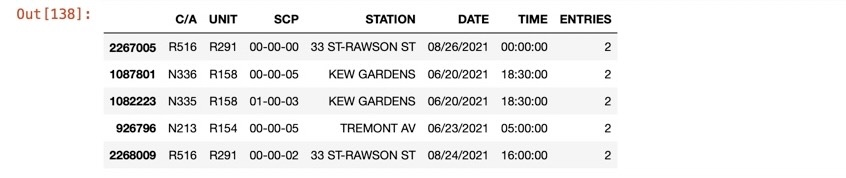 Out[138]:
C/A UNIT SCP STATION DATE TIME ENTRIES
2267005 R516 R291 00-00-00 33 ST-RAWSON ST 08/26/2021 00:00:00 2
1087801 N336 R158 00-00-05 KEW GARDENS 06/20/2021 18:30:00 2
1082223 N335 R158 01-00-03 KEW GARDENS 06/20/2021 18:30:00 2
926796 N213 R154 00-00-05 TREMONT AV 06/23/2021 05:00:00 2
2268009 R516 R291 00-00-02 33 ST-RAWSON ST 08/24/2021 16:00:00 2